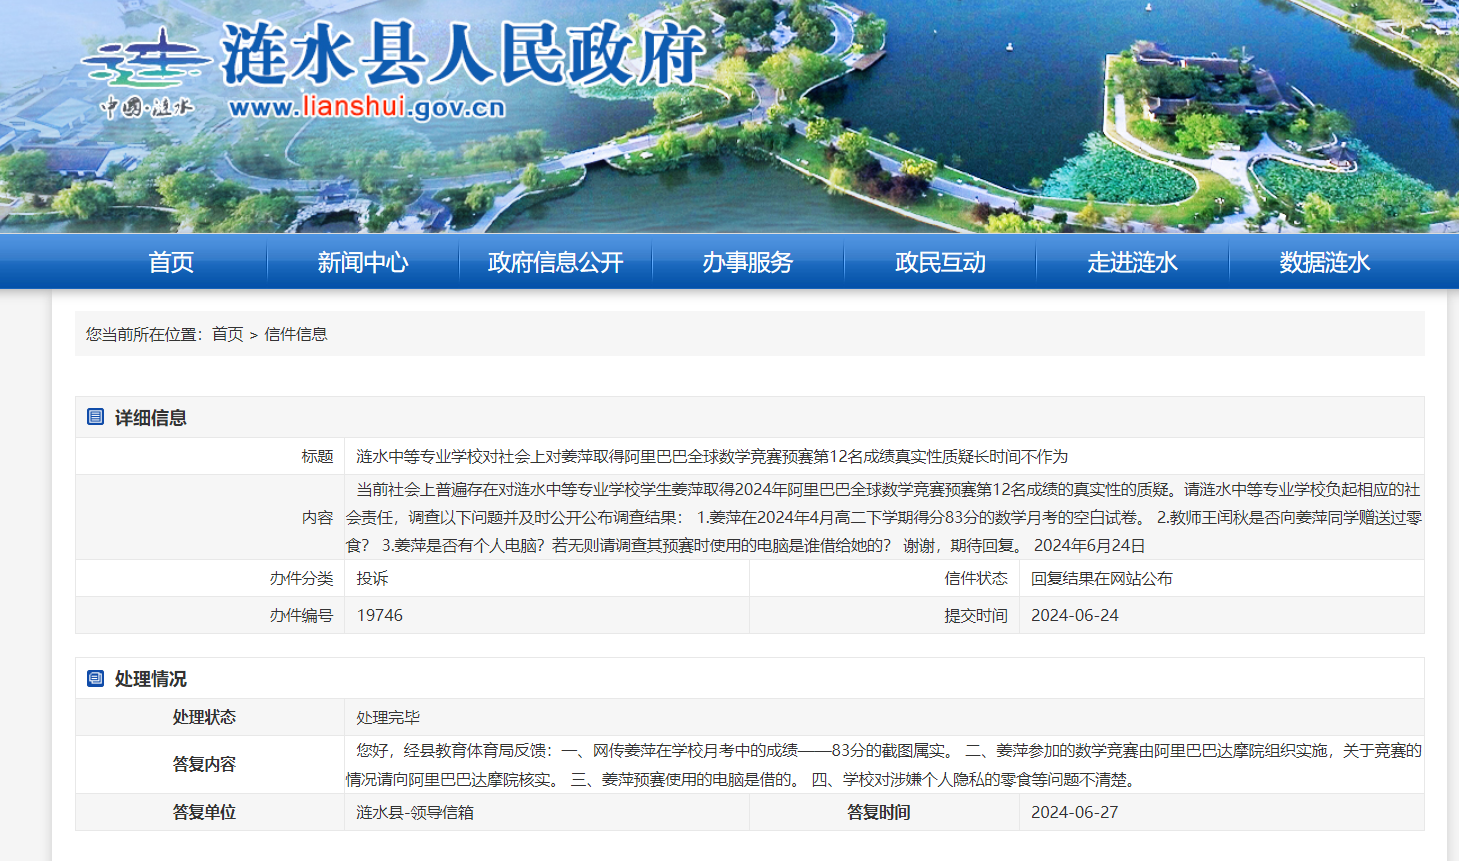 涟水县人民政府
中国·涟水
www.lianshui.gov.cn
首页 新闻中心 政府信息公开 办事服务 政民互动 走进涟水 数据涟水
您当前所在位置：首页 > 信件信息
详细信息
标题 涟水中等专业学校对社会上对姜萍取得阿里巴巴全球数学竞赛预赛第12名成绩真实性质疑长时间不作为
当前社会上普遍存在对涟水中等专业学校学生姜萍取得2024年阿里巴巴全球数学竞赛预赛第12名成绩的真实性的质疑。请涟水中等专业学校负起相应的社
内容 会责任，调查以下问题并及时公开公布调查结果： 1.姜萍在2024年4月高二下学期得分83分的数学月考的空白试卷。 2.教师王闰秋是否向姜萍同学赠送过零
食？ 3.姜萍是否有个人电脑？若无则请调查其预赛时使用的电脑是谁借给她的？ 谢谢，期待回复。 2024年6月24日
办件分类 投诉 信件状态 回复结果在网站公布
办件编号 19746 提交时间 2024-06-24
处理情况
处理状态 处理完毕
您好，经县教育体育局反馈：一、网传姜萍在学校月考中的成绩——83分的截图属实。 二、姜萍参加的数学竞赛由阿里巴巴达摩院组织实施，关于竞赛的
答复内容
情况请向阿里巴巴达摩院核实。 三、姜萍预赛使用的电脑是借的。 四、学校对涉嫌个人隐私的零食等问题不清楚。
答复单位 涟水县-领导信箱 答复时间 2024-06-27